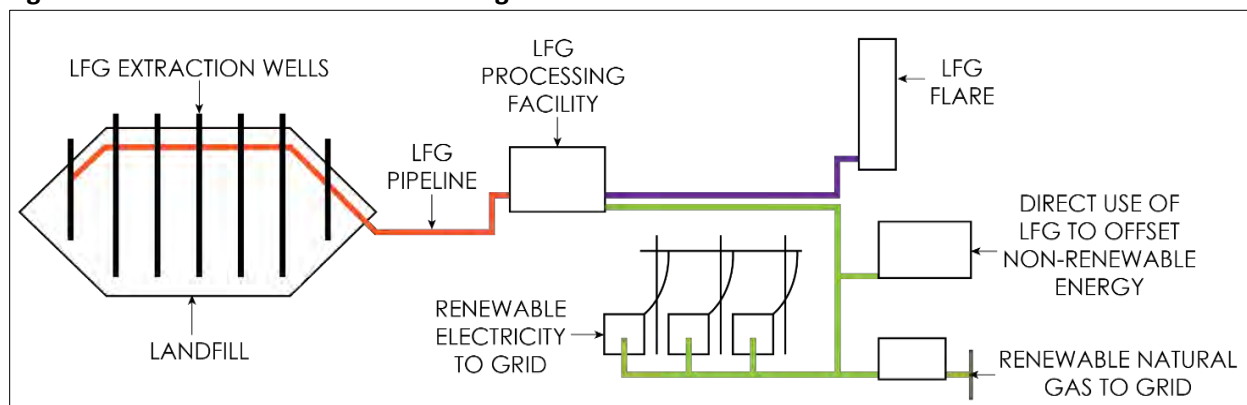 LFG EXTRACTION WELLS
LFG
PROCESSING
FACILITY
LFG
FLARE
LFG
PIPELINE
DIRECT USE OF
LFG TO OFFSET
NON-RENEWABLE
ENERGY
RENEWABLE
ELECTRICITY
TO GRID
LANDFILL
RENEWABLE NATURAL
GAS TO GRID